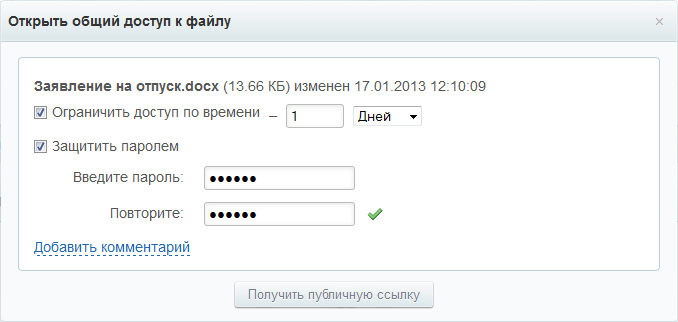 Открыть общий доступ к файлу ×
Заявление на отпуск.docx (13.66 КБ) изменен 17.01.2013 12:10:09
Ограничить доступ по времени – 1 Дней
Защитить паролем
Введите пароль: ••••••
Повторите: ••••••
Добавить комментарий
Получить публичную ссылку